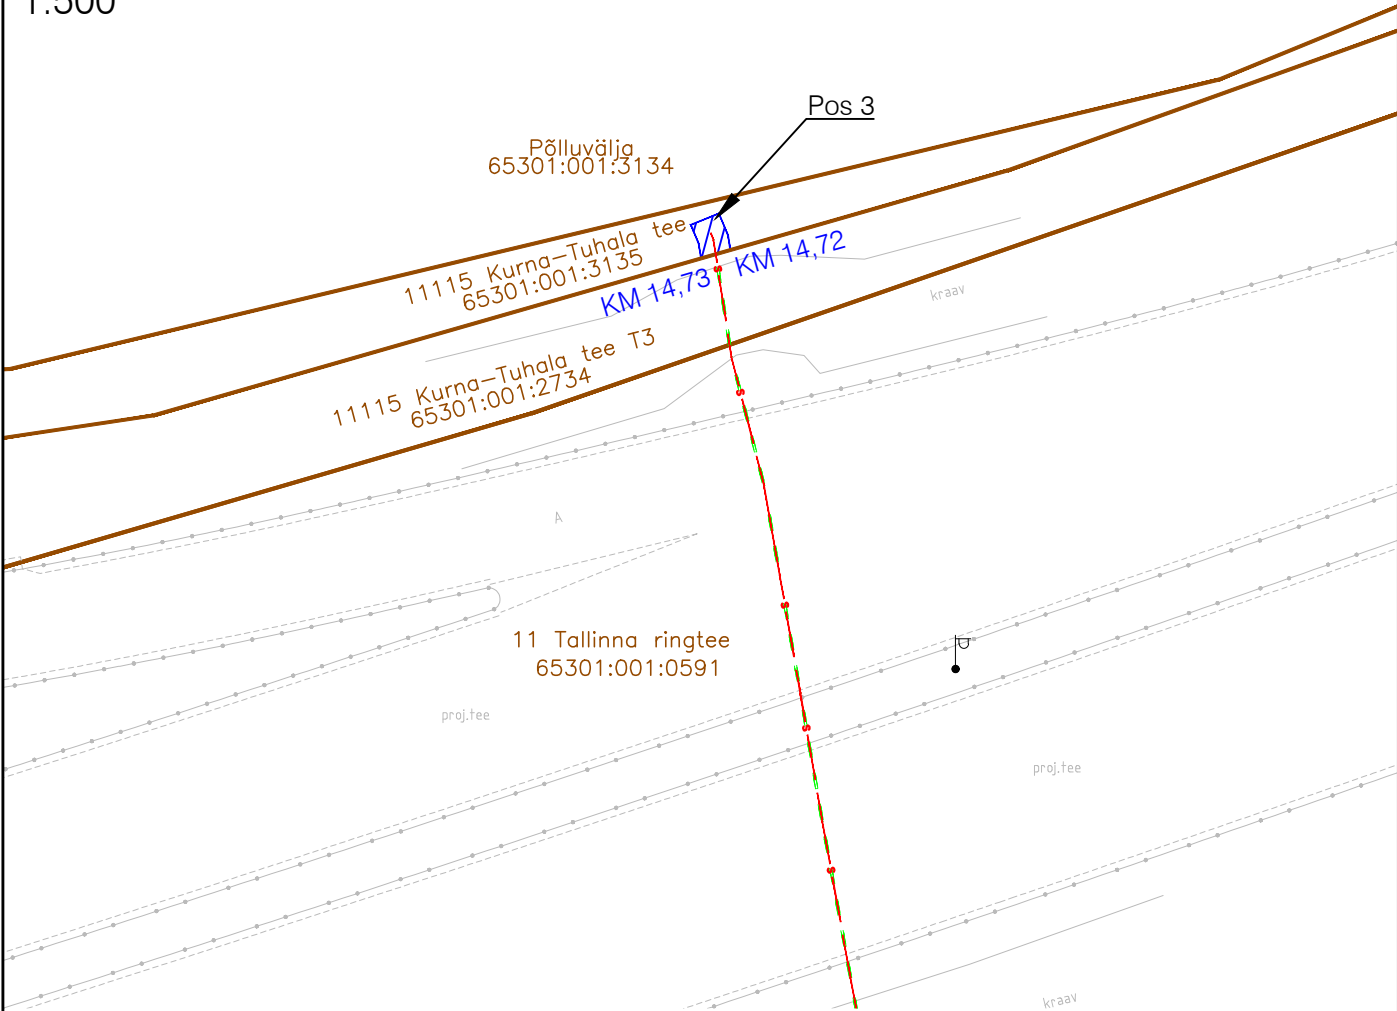 1:500
Pos 3
Põlluvälja
65301:001:3134
11115 Kurna-Tuhala tee
65301:001:3135
KM 14,73
KM 14,72
kraav
11115 Kurna-Tuhala tee T3
65301:001:2734
A
11 Tallinna ringtee
65301:001:0591
proj.tee
proj.tee
kraav
s
s
s
s
s